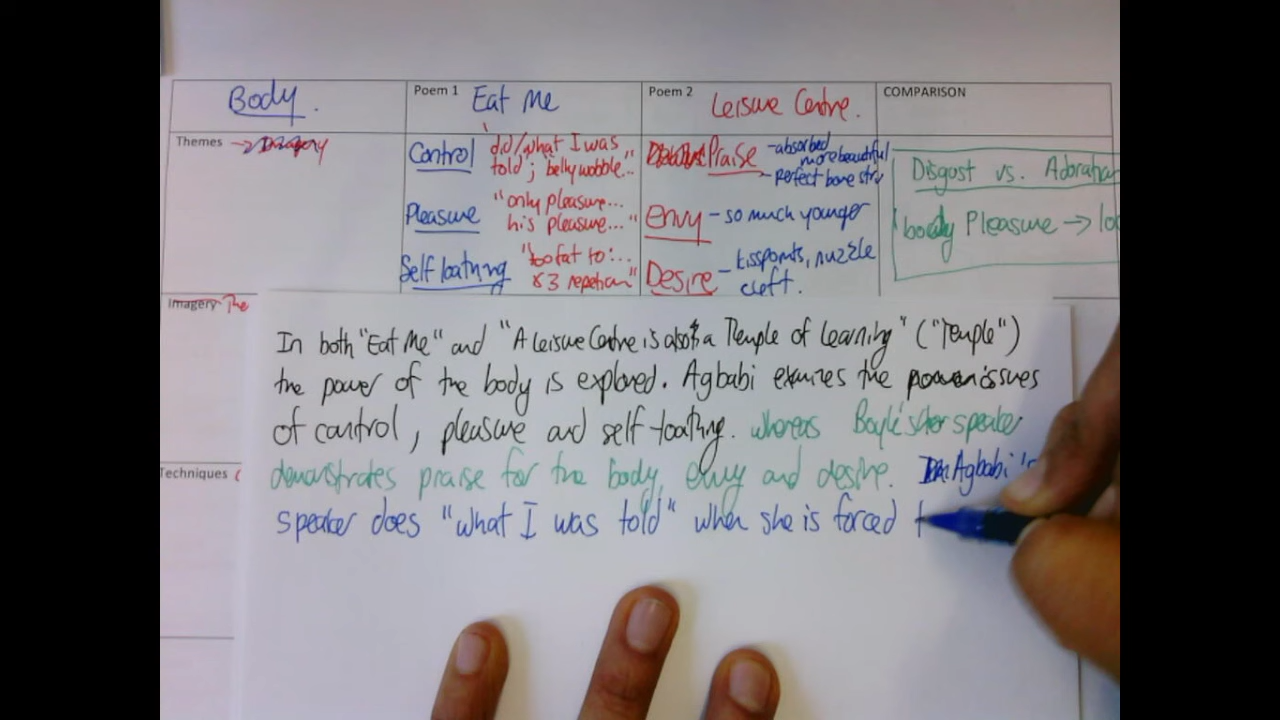 Body.
Poem 1 Eat Me
Poem 2 Leisure Centre.
COMPARISON
Themes → Imagery
Control "did/what I was
told; belly wobble.."
Pleasure "only pleasure...
his pleasure..."
Self loathing "too fat to...
x3 repetition"
Praise - absorbed
more beautiful
- perfect bone
Envy - so much younger
Desire - kisspoints, nuzzle
cleft.
Disgust vs.
body Pleasure →
Imagery The
Techniques
In both "Eat Me" and "A Leisure Centre is also a Temple of Learning" ("Temple")
the power of the body is explored. Agbabi examines the issues
of control, pleasure and self-loathing. whereas Boyle's speaker
demonstrates praise for the body, envy and desire. Agbabi's
speaker does "what I was told" when she is forced